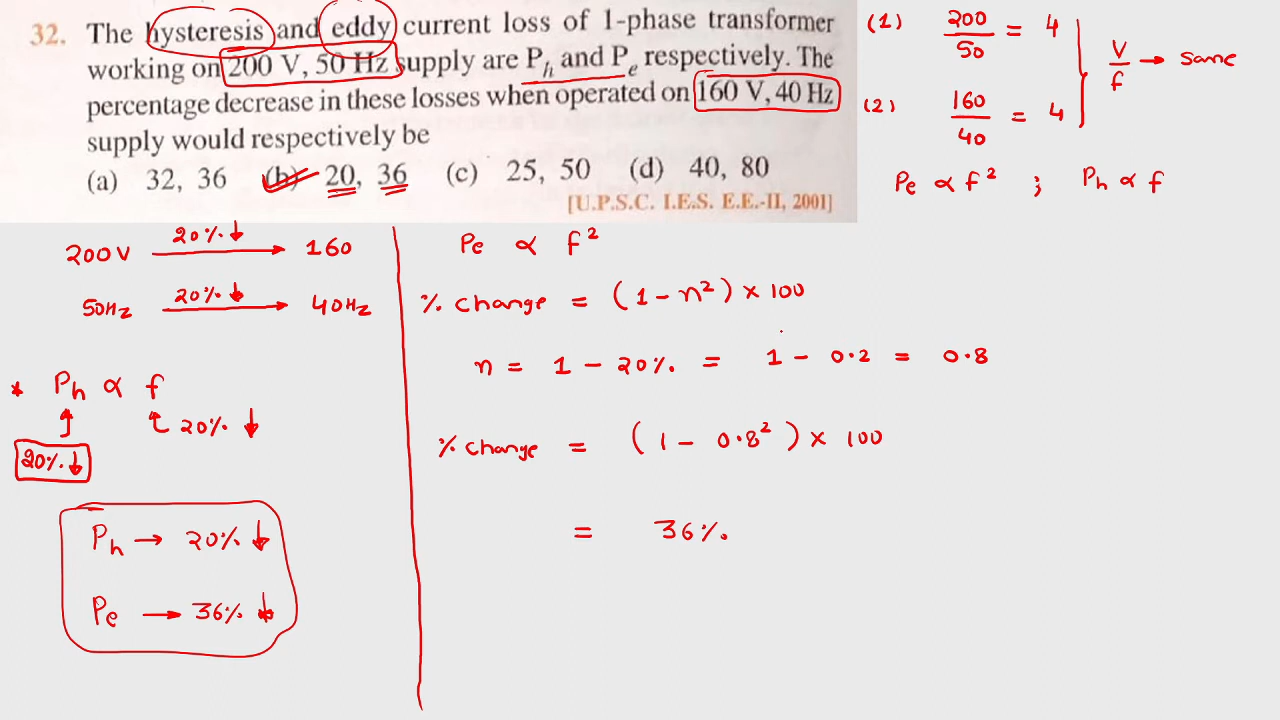 32. The hysteresis and eddy current loss of 1-phase transformer
working on 200 V, 50 Hz supply are P_h and P_e respectively. The
percentage decrease in these losses when operated on 160 V, 40 Hz
supply would respectively be
(a) 32, 36 (b) 20, 36 (c) 25, 50 (d) 40, 80
[U.P.S.C. I.E.S. E.E.-II, 2001]
(1) 200/50 = 4
V/f → same
(2) 160/40 = 4
Pe ∝ f² ; Ph ∝ f
200V 20%↓ → 160
50Hz 20%↓ → 40Hz
* Ph ∝ f
↑ 20% ↓
20%↓
Ph → 20% ↓
Pe → 36% ↓
Pe ∝ f²
% change = (1 - n²) × 100
n = 1 - 20% = 1 - 0.2 = 0.8
% change = (1 - 0.8²) × 100
= 36%